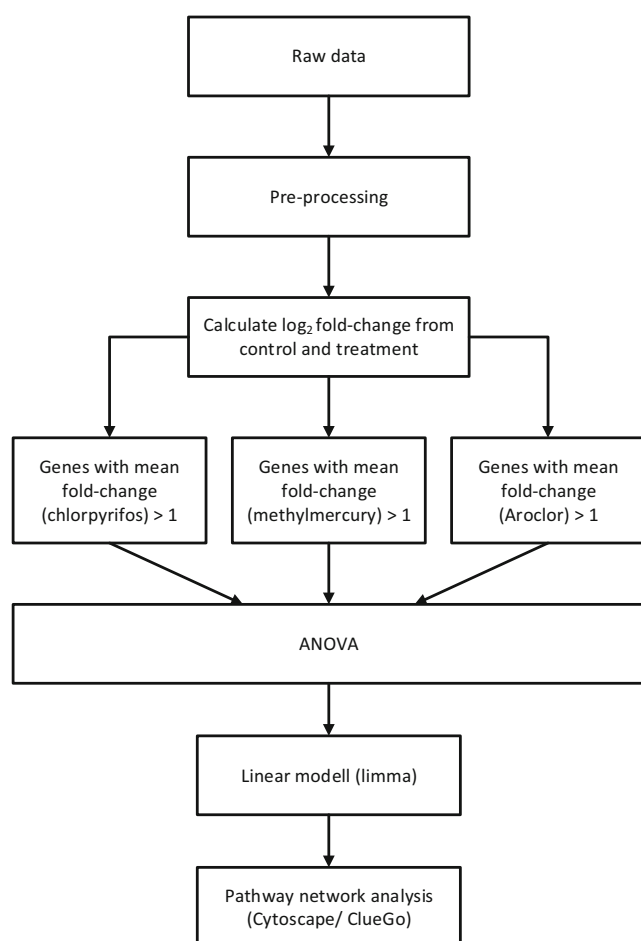 Raw data
Pre-processing
Calculate log₂ fold-change from
control and treatment
Genes with mean
fold-change
(chlorpyrifos) > 1
Genes with mean
fold-change
(methylmercury) > 1
Genes with mean
fold-change
(Aroclor) > 1
ANOVA
Linear modell (limma)
Pathway network analysis
(Cytoscape/ ClueGo)